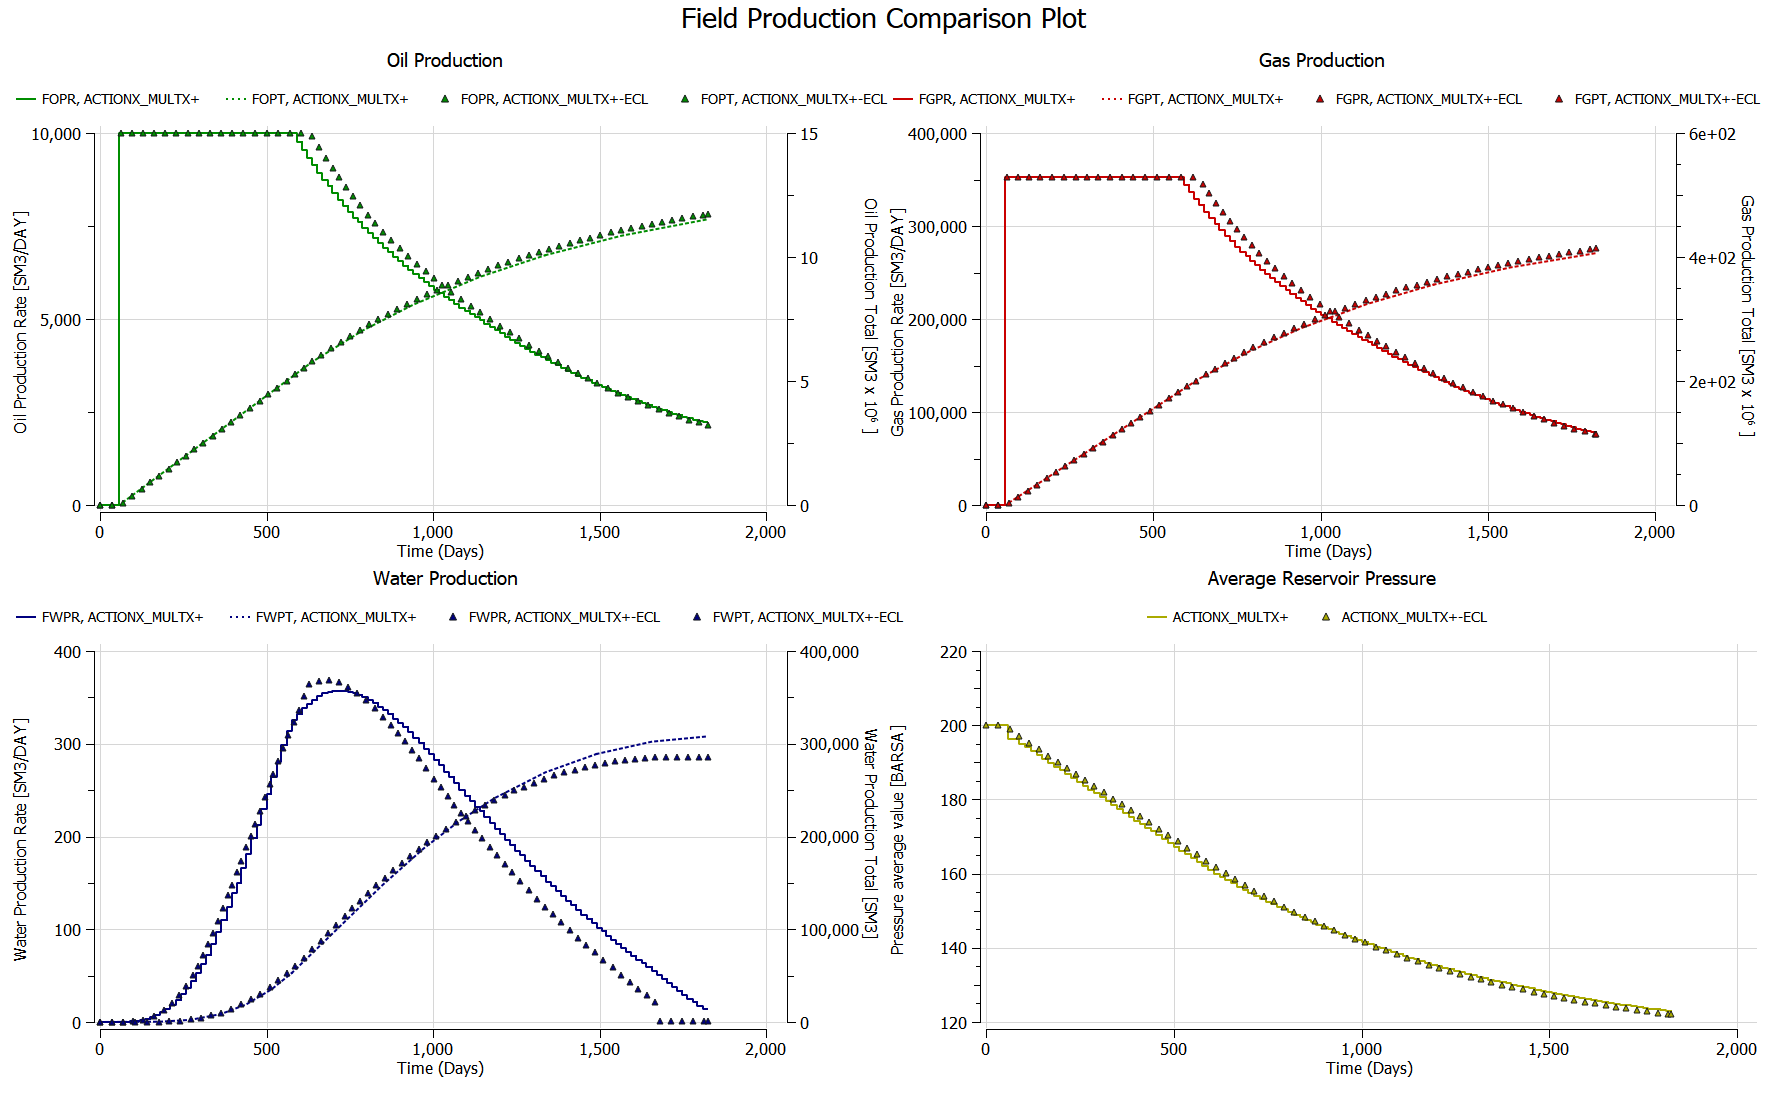 Field Production Comparison Plot
Oil Production
FOPR, ACTIONX_MULTX+ FOPT, ACTIONX_MULTX+ FOPR, ACTIONX_MULTX+-ECL FOPT, ACTIONX_MULTX+-ECL
10,000
5,000
0
15
10
5
0
Oil Production Rate [SM3/DAY]
Oil Production Total [SM3 x 10⁶ ]
0 500 1,000 1,500 2,000
Time (Days)
Gas Production
FGPR, ACTIONX_MULTX+ FGPT, ACTIONX_MULTX+ FGPR, ACTIONX_MULTX+-ECL FGPT, ACTIONX_MULTX+-ECL
400,000
300,000
200,000
100,000
0
6e+02
4e+02
2e+02
0
Gas Production Rate [SM3/DAY]
Gas Production Total [SM3 x 10⁶ ]
0 500 1,000 1,500 2,000
Time (Days)
Water Production
FWPR, ACTIONX_MULTX+ FWPT, ACTIONX_MULTX+ FWPR, ACTIONX_MULTX+-ECL FWPT, ACTIONX_MULTX+-ECL
400
300
200
100
0
400,000
300,000
200,000
100,000
0
Water Production Rate [SM3/DAY]
Water Production Total [SM3]
0 500 1,000 1,500 2,000
Time (Days)
Average Reservoir Pressure
ACTIONX_MULTX+ ACTIONX_MULTX+-ECL
220
200
180
160
140
120
Pressure average value [BARSA]
0 500 1,000 1,500 2,000
Time (Days)